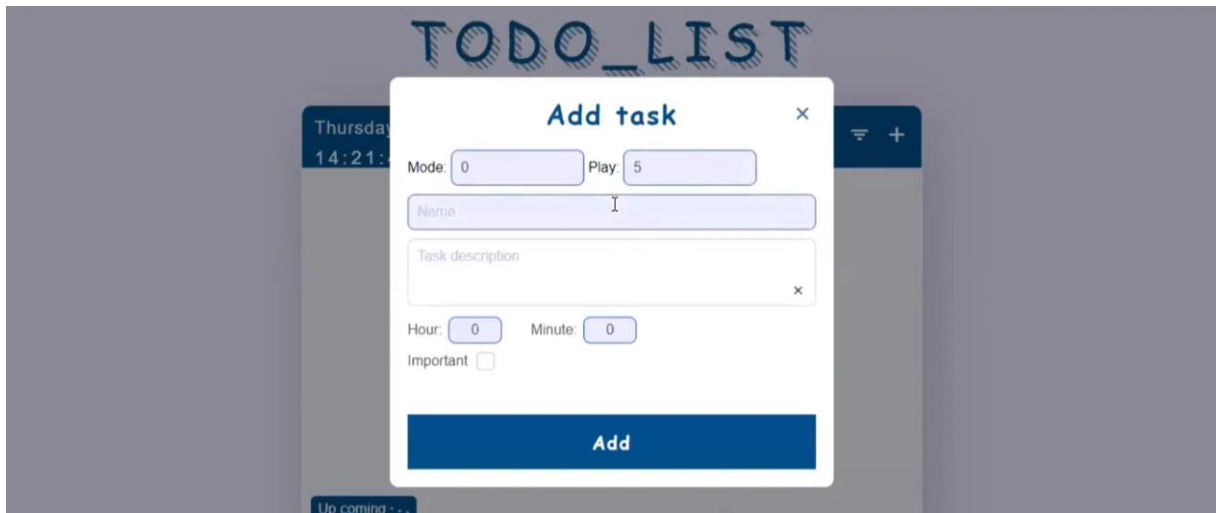 TODO_LIST
Add task ×
Thursday
14:21:
Mode: 0 Play: 5
Name
Task description
×
Hour: 0 Minute: 0
Important
Add
Up coming - . .